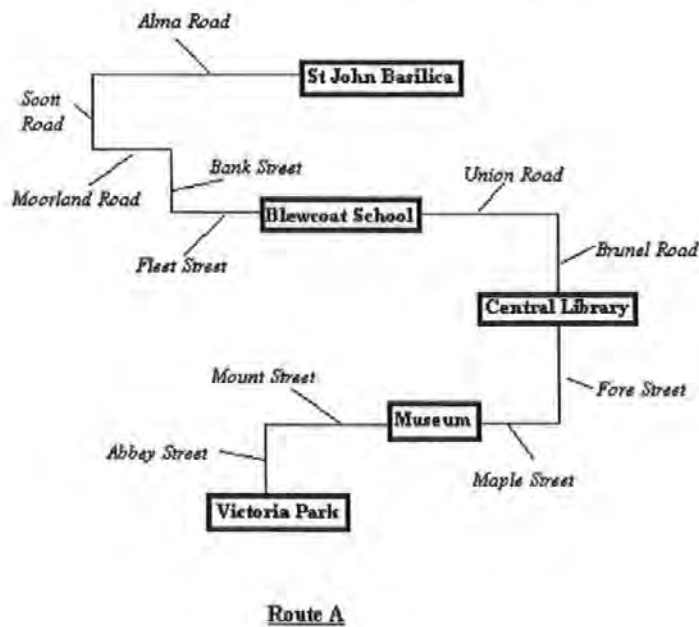 Alma Road
St John Basilica
Scott
Road
Bank Street
Union Road
Moorland Road
Blewcoat School
Fleet Street
Brunel Road
Central Library
Mount Street
Fore Street
Museum
Abbey Street
Maple Street
Victoria Park
Route A